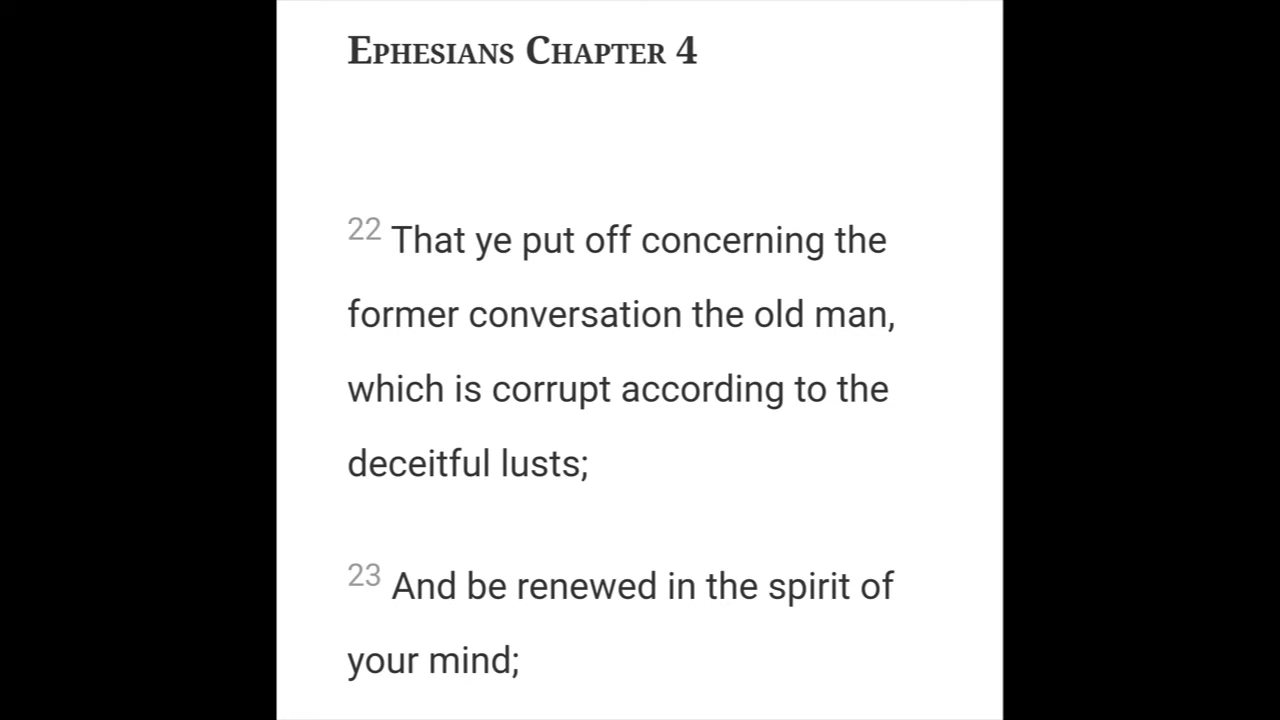 Ephesians Chapter 4
22 That ye put off concerning the
former conversation the old man,
which is corrupt according to the
deceitful lusts;
23 And be renewed in the spirit of
your mind;